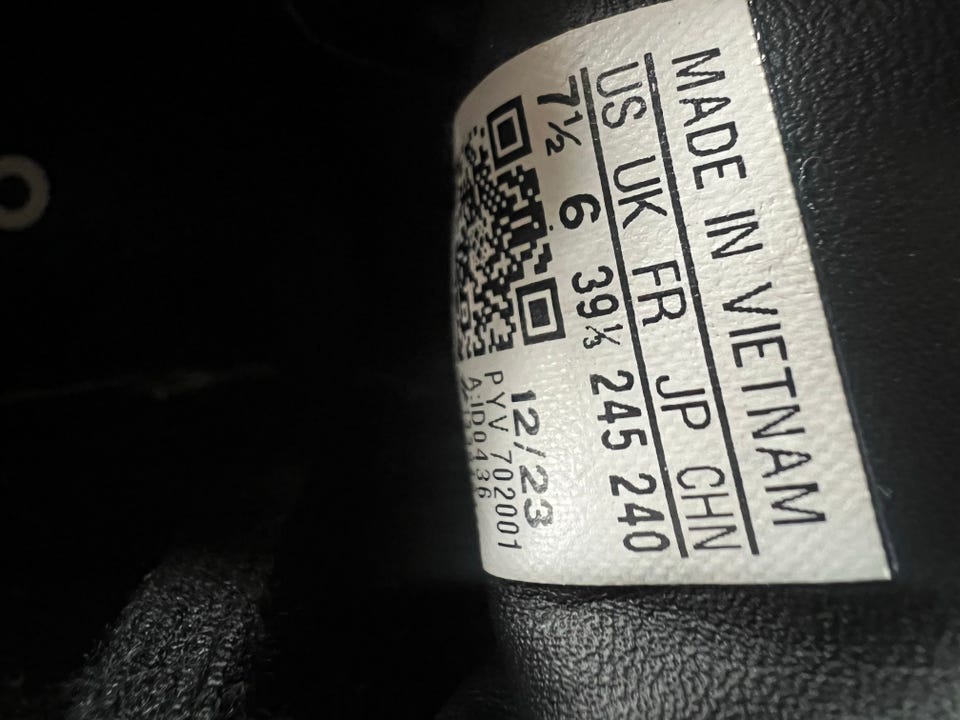 MADE IN VIETNAM
US UK FR JP CHN
7½ 6 39⅓ 245 240
12/23
PYV 702001
A:ID0436